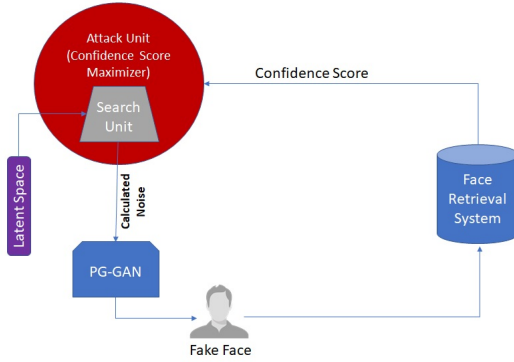 Attack Unit
(Confidence Score
Maximizer)
Search
Unit
Confidence Score
Latent Space
Calculated
Noise
Face
Retrieval
System
PG-GAN
Fake Face